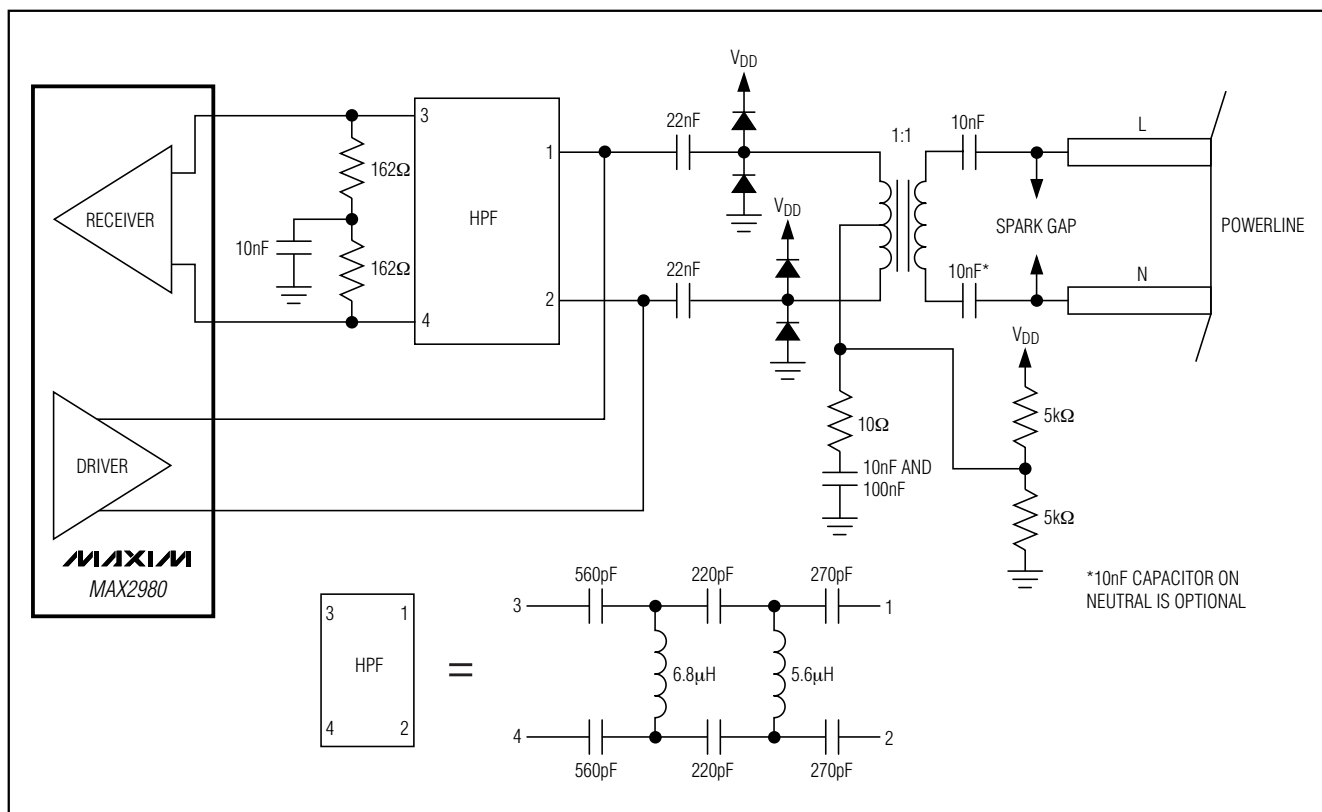 V_DD
22nF
1:1
10nF
L
3
162Ω
1
RECEIVER
HPF
V_DD
SPARK GAP
POWERLINE
10nF
162Ω
22nF
10nF*
N
2
4
V_DD
10Ω
5kΩ
DRIVER
10nF AND
100nF
5kΩ
MAXIM
MAX2980
*10nF CAPACITOR ON
NEUTRAL IS OPTIONAL
560pF
220pF
270pF
3
1
3
1
HPF
=
6.8μH
5.6μH
4
2
4
2
560pF
220pF
270pF